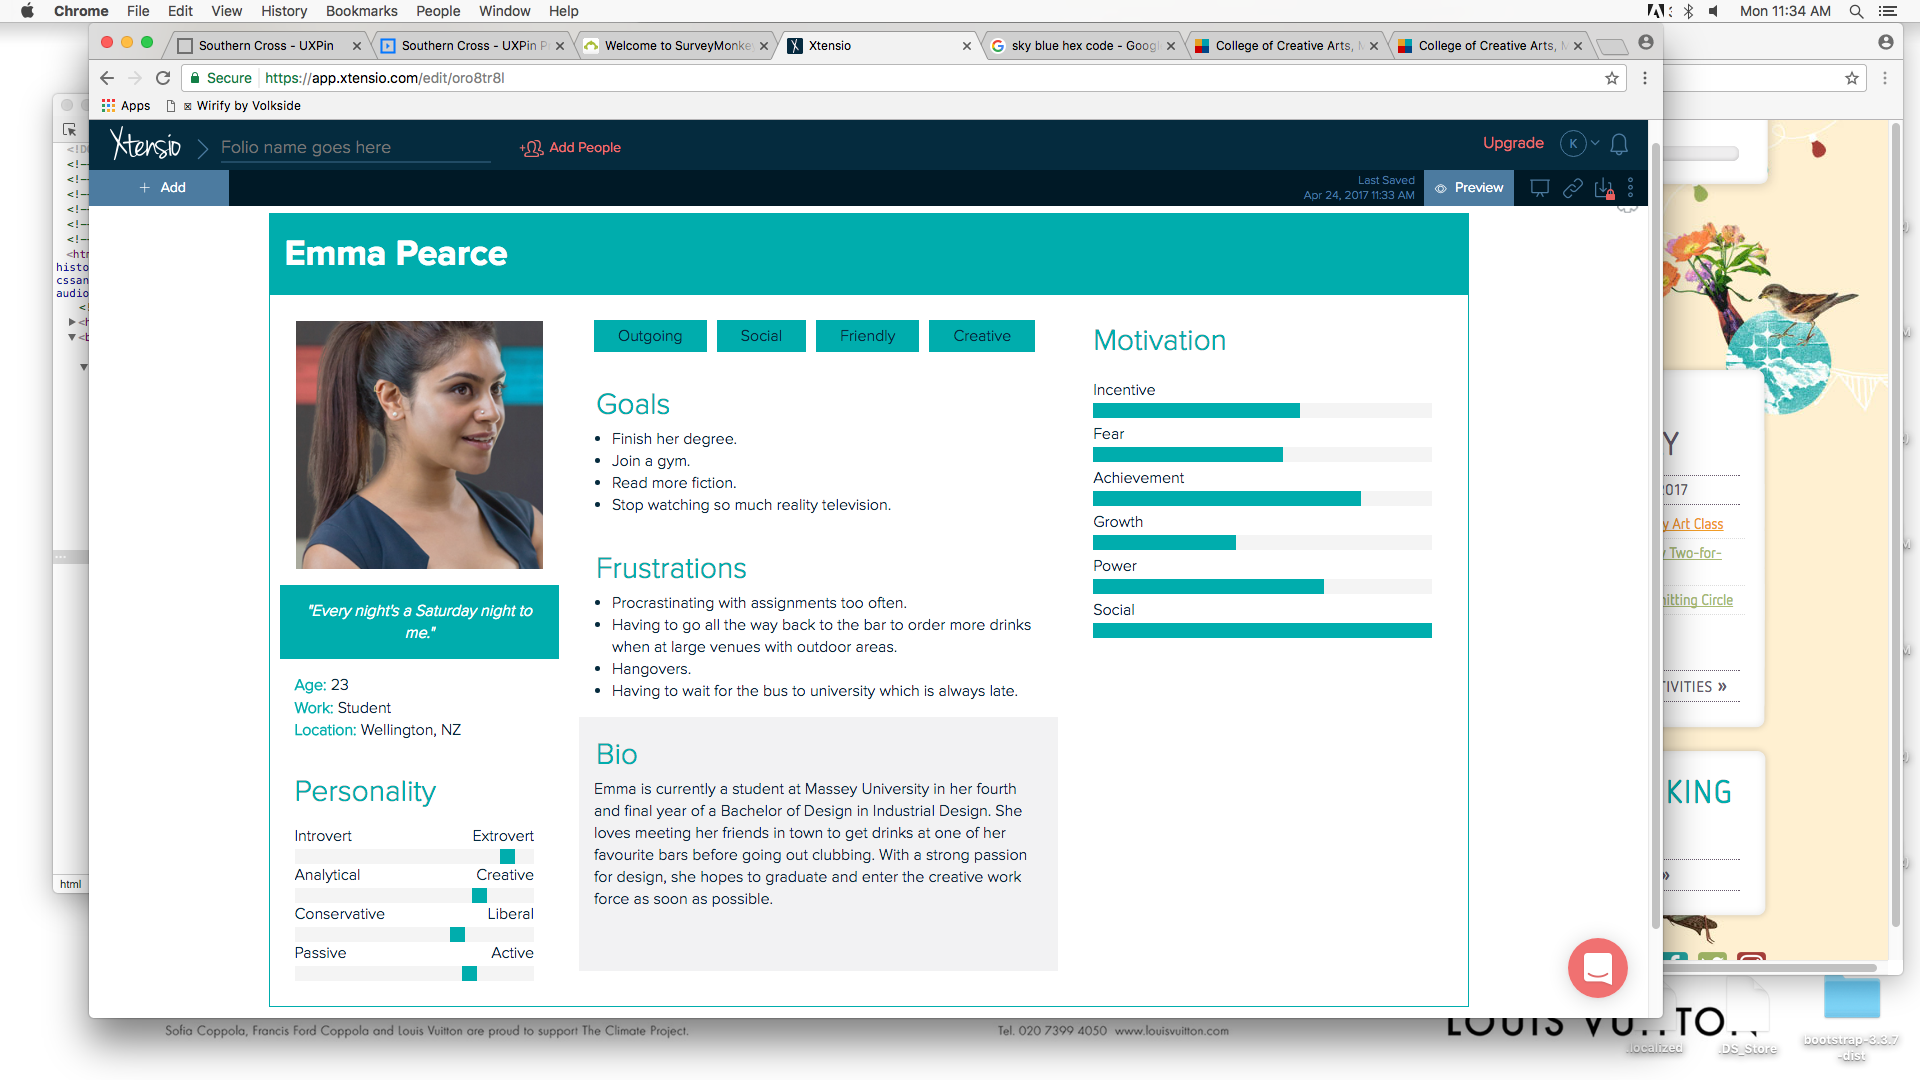 Chrome File Edit View History Bookmarks People Window Help
Mon 11:34 AM
Southern Cross - UXPin
Southern Cross - UXPin P
Welcome to SurveyMonke
Xtensio
sky blue hex code - Goog
College of Creative Arts,
College of Creative Arts,
Secure https://app.xtensio.com/edit/oro8tr8l
Apps
Wirify by Volkside
Xtensio
Folio name goes here
Add People
Upgrade
K
+ Add
Last Saved
Apr 24, 2017 11:33 AM
Preview
Emma Pearce
"Every night's a Saturday night to
me."
Age: 23
Work: Student
Location: Wellington, NZ
Personality
Introvert Extrovert
Analytical Creative
Conservative Liberal
Passive Active
Outgoing Social Friendly Creative
Goals
• Finish her degree.
• Join a gym.
• Read more fiction.
• Stop watching so much reality television.
Frustrations
• Procrastinating with assignments too often.
• Having to go all the way back to the bar to order more drinks
when at large venues with outdoor areas.
• Hangovers.
• Having to wait for the bus to university which is always late.
Bio
Emma is currently a student at Massey University in her fourth
and final year of a Bachelor of Design in Industrial Design. She
loves meeting her friends in town to get drinks at one of her
favourite bars before going out clubbing. With a strong passion
for design, she hopes to graduate and enter the creative work
force as soon as possible.
Motivation
Incentive
Fear
Achievement
Growth
Power
Social
<!--
<!--
<!--
<!--
<!--
<!--
<htm
histo
cssan
audio
<!
<h
<b
html
Y
2017
y Art Class
Two-for-
nitting Circle
TIVITIES »
KING
»
Sofia Coppola, Francis Ford Coppola and Louis Vuitton are proud to support The Climate Project.
Tel. 020 7399 4050 www.louisvuitton.com
LOUIS VUITTON
.localized
.DS_Store
bootstrap-3.3.7
-dist